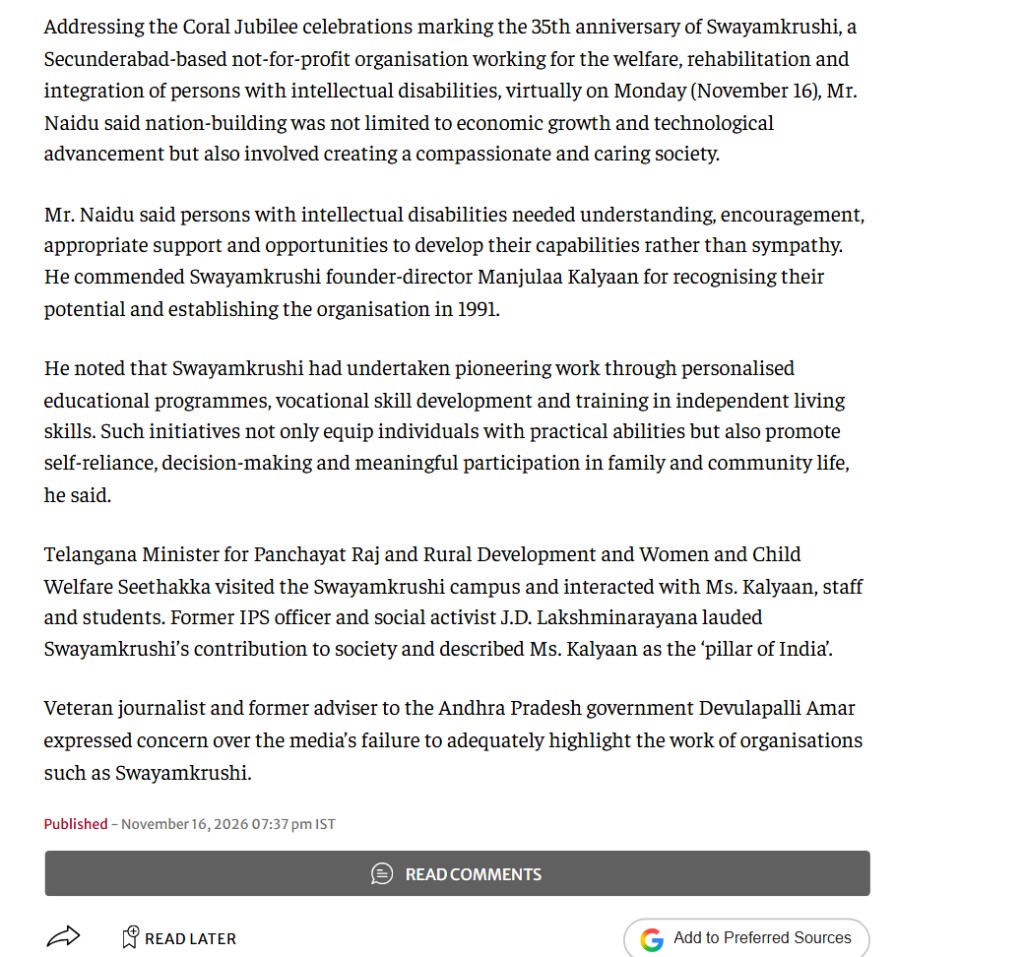 Addressing the Coral Jubilee celebrations marking the 35th anniversary of Swayamkrushi, a
Secunderabad-based not-for-profit organisation working for the welfare, rehabilitation and
integration of persons with intellectual disabilities, virtually on Monday (November 16), Mr.
Naidu said nation-building was not limited to economic growth and technological
advancement but also involved creating a compassionate and caring society.
Mr. Naidu said persons with intellectual disabilities needed understanding, encouragement,
appropriate support and opportunities to develop their capabilities rather than sympathy.
He commended Swayamkrushi founder-director Manjulaa Kalyaan for recognising their
potential and establishing the organisation in 1991.
He noted that Swayamkrushi had undertaken pioneering work through personalised
educational programmes, vocational skill development and training in independent living
skills. Such initiatives not only equip individuals with practical abilities but also promote
self-reliance, decision-making and meaningful participation in family and community life,
he said.
Telangana Minister for Panchayat Raj and Rural Development and Women and Child
Welfare Seethakka visited the Swayamkrushi campus and interacted with Ms. Kalyaan, staff
and students. Former IPS officer and social activist J.D. Lakshminarayana lauded
Swayamkrushi’s contribution to society and described Ms. Kalyaan as the ‘pillar of India’.
Veteran journalist and former adviser to the Andhra Pradesh government Devulapalli Amar
expressed concern over the media’s failure to adequately highlight the work of organisations
such as Swayamkrushi.
Published - November 16, 2026 07:37 pm IST
READ COMMENTS
READ LATER
Add to Preferred Sources